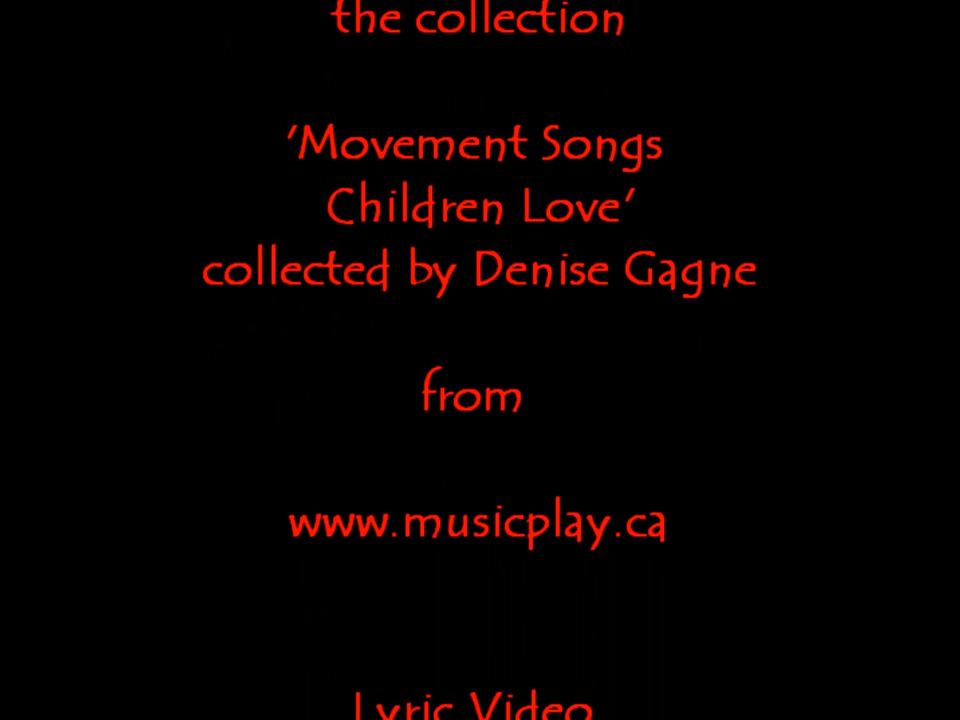 the collection
'Movement Songs
Children Love'
collected by Denise Gagne
from
www.musicplay.ca
Lyric Video